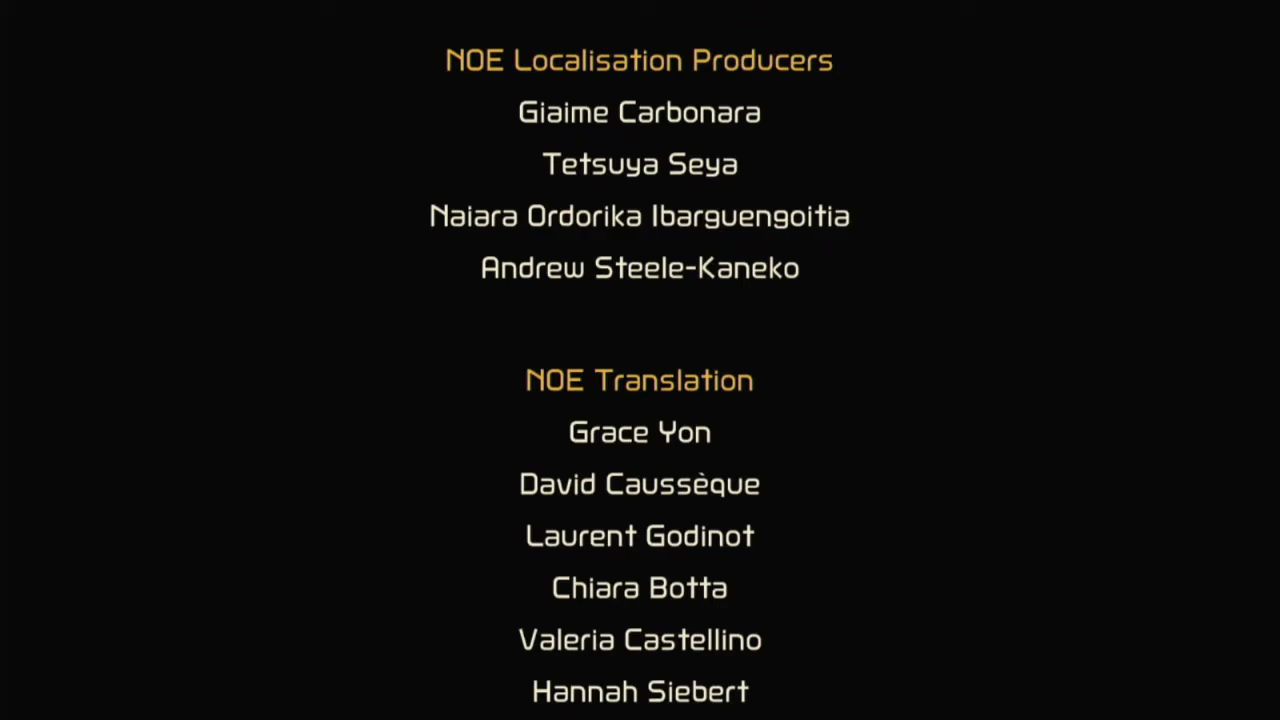 NOE Localisation Producers
Giaime Carbonara
Tetsuya Seya
Naiara Ordorika Ibarguengoitia
Andrew Steele-Kaneko
NOE Translation
Grace Yon
David Caussèque
Laurent Godinot
Chiara Botta
Valeria Castellino
Hannah Siebert